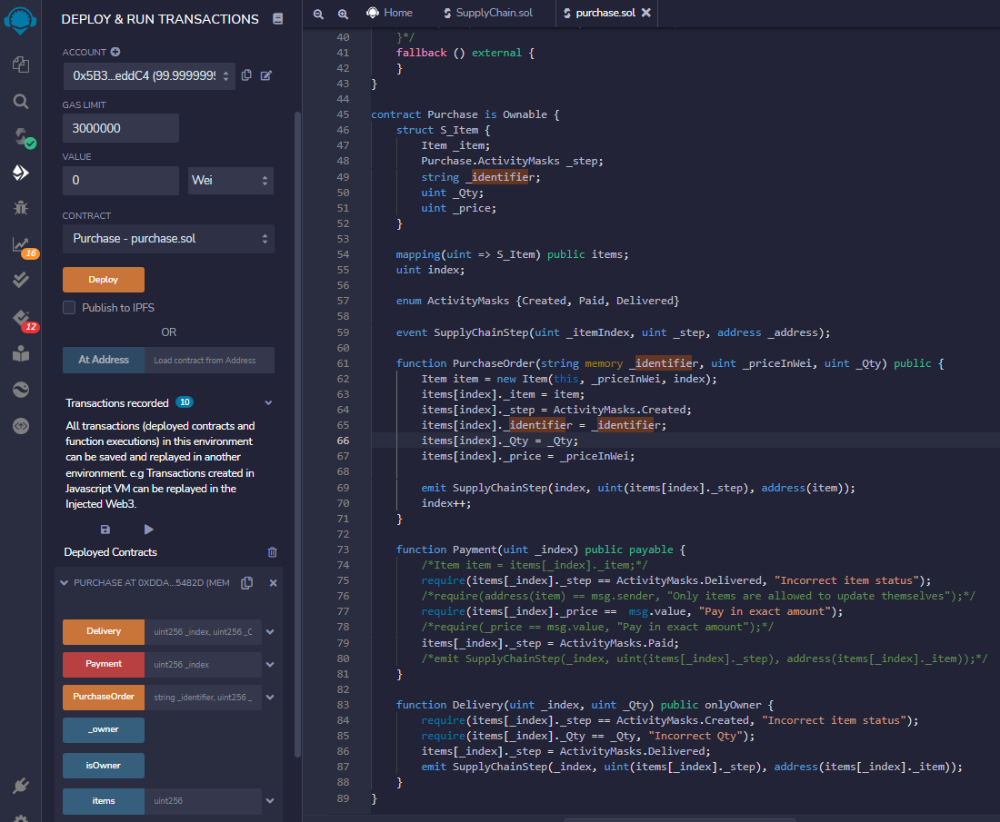 DEPLOY & RUN TRANSACTIONS
ACCOUNT
0x5B3...eddC4 (99.9999999
GAS LIMIT
3000000
VALUE
0
Wei
CONTRACT
Purchase - purchase.sol
Deploy
Publish to IPFS
OR
At Address
Load contract from Address
Transactions recorded 10
All transactions (deployed contracts and
function executions) in this environment
can be saved and replayed in another
environment. e.g Transactions created in
Javascript VM can be replayed in the
Injected Web3.
Deployed Contracts
PURCHASE AT 0XDDA...5482D (MEM
Delivery
uint256 _index, uint256 _
Payment
uint256 _index
PurchaseOrder
string _identifier, uint256 _
_owner
isOwner
items
uint256
16
12
Home
SupplyChain.sol
purchase.sol
40 }*/
41 fallback () external {
42 }
43 }
44
45 contract Purchase is Ownable {
46 struct S_Item {
47 Item _item;
48 Purchase.ActivityMasks _step;
49 string _identifier;
50 uint _Qty;
51 uint _price;
52 }
53
54 mapping(uint => S_Item) public items;
55 uint index;
56
57 enum ActivityMasks {Created, Paid, Delivered}
58
59 event SupplyChainStep(uint _itemIndex, uint _step, address _address);
60
61 function PurchaseOrder(string memory _identifier, uint _priceInWei, uint _Qty) public {
62 Item item = new Item(this, _priceInWei, index);
63 items[index]._item = item;
64 items[index]._step = ActivityMasks.Created;
65 items[index]._identifier = _identifier;
66 items[index]._Qty = _Qty;
67 items[index]._price = _priceInWei;
68
69 emit SupplyChainStep(index, uint(items[index]._step), address(item));
70 index++;
71 }
72
73 function Payment(uint _index) public payable {
74 /*Item item = items[_index]._item;*/
75 require(items[_index]._step == ActivityMasks.Delivered, "Incorrect item status");
76 /*require(address(item) == msg.sender, "Only items are allowed to update themselves");*/
77 require(items[_index]._price ==  msg.value, "Pay in exact amount");
78 /*require(_price == msg.value, "Pay in exact amount");*/
79 items[_index]._step = ActivityMasks.Paid;
80 /*emit SupplyChainStep(_index, uint(items[_index]._step), address(items[_index]._item));*/
81 }
82
83 function Delivery(uint _index, uint _Qty) public onlyOwner {
84 require(items[_index]._step == ActivityMasks.Created, "Incorrect item status");
85 require(items[_index]._Qty == _Qty, "Incorrect Qty");
86 items[_index]._step = ActivityMasks.Delivered;
87 emit SupplyChainStep(_index, uint(items[_index]._step), address(items[_index]._item));
88 }
89 }